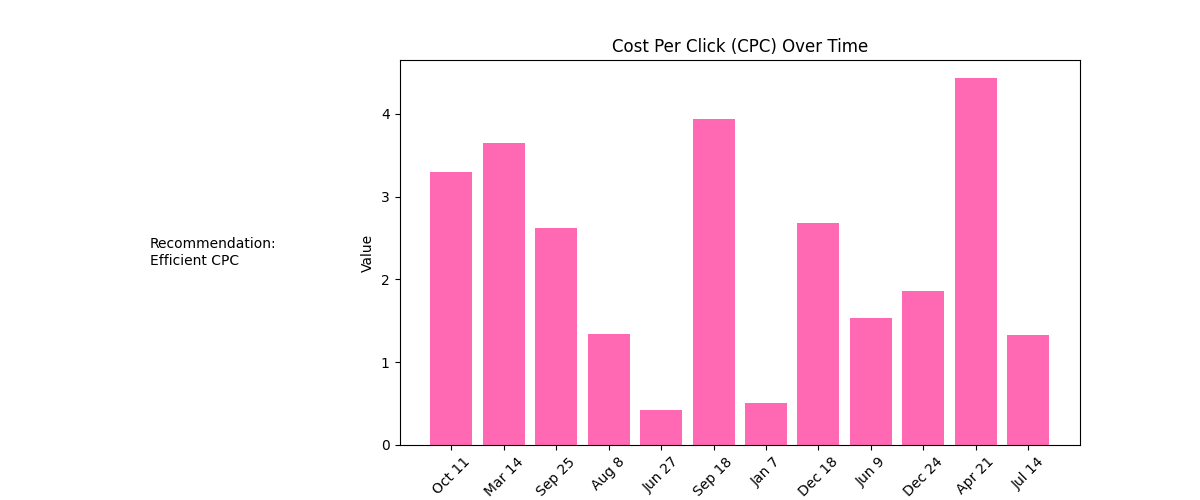 Cost Per Click (CPC) Over Time
Recommendation:
Efficient CPC
Value
4
3
2
1
0
Oct 11
Mar 14
Sep 25
Aug 8
Jun 27
Sep 18
Jan 7
Dec 18
Jun 9
Dec 24
Apr 21
Jul 14